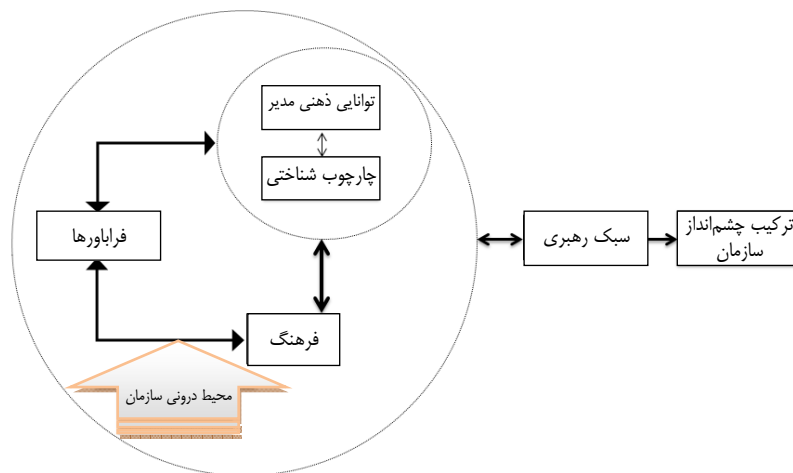 توانایی ذهنی مدیر
چارچوب شناختی
فراباورها
سبک رهبری
ترکیب چشم‌انداز
سازمان
فرهنگ
محیط درونی سازمان